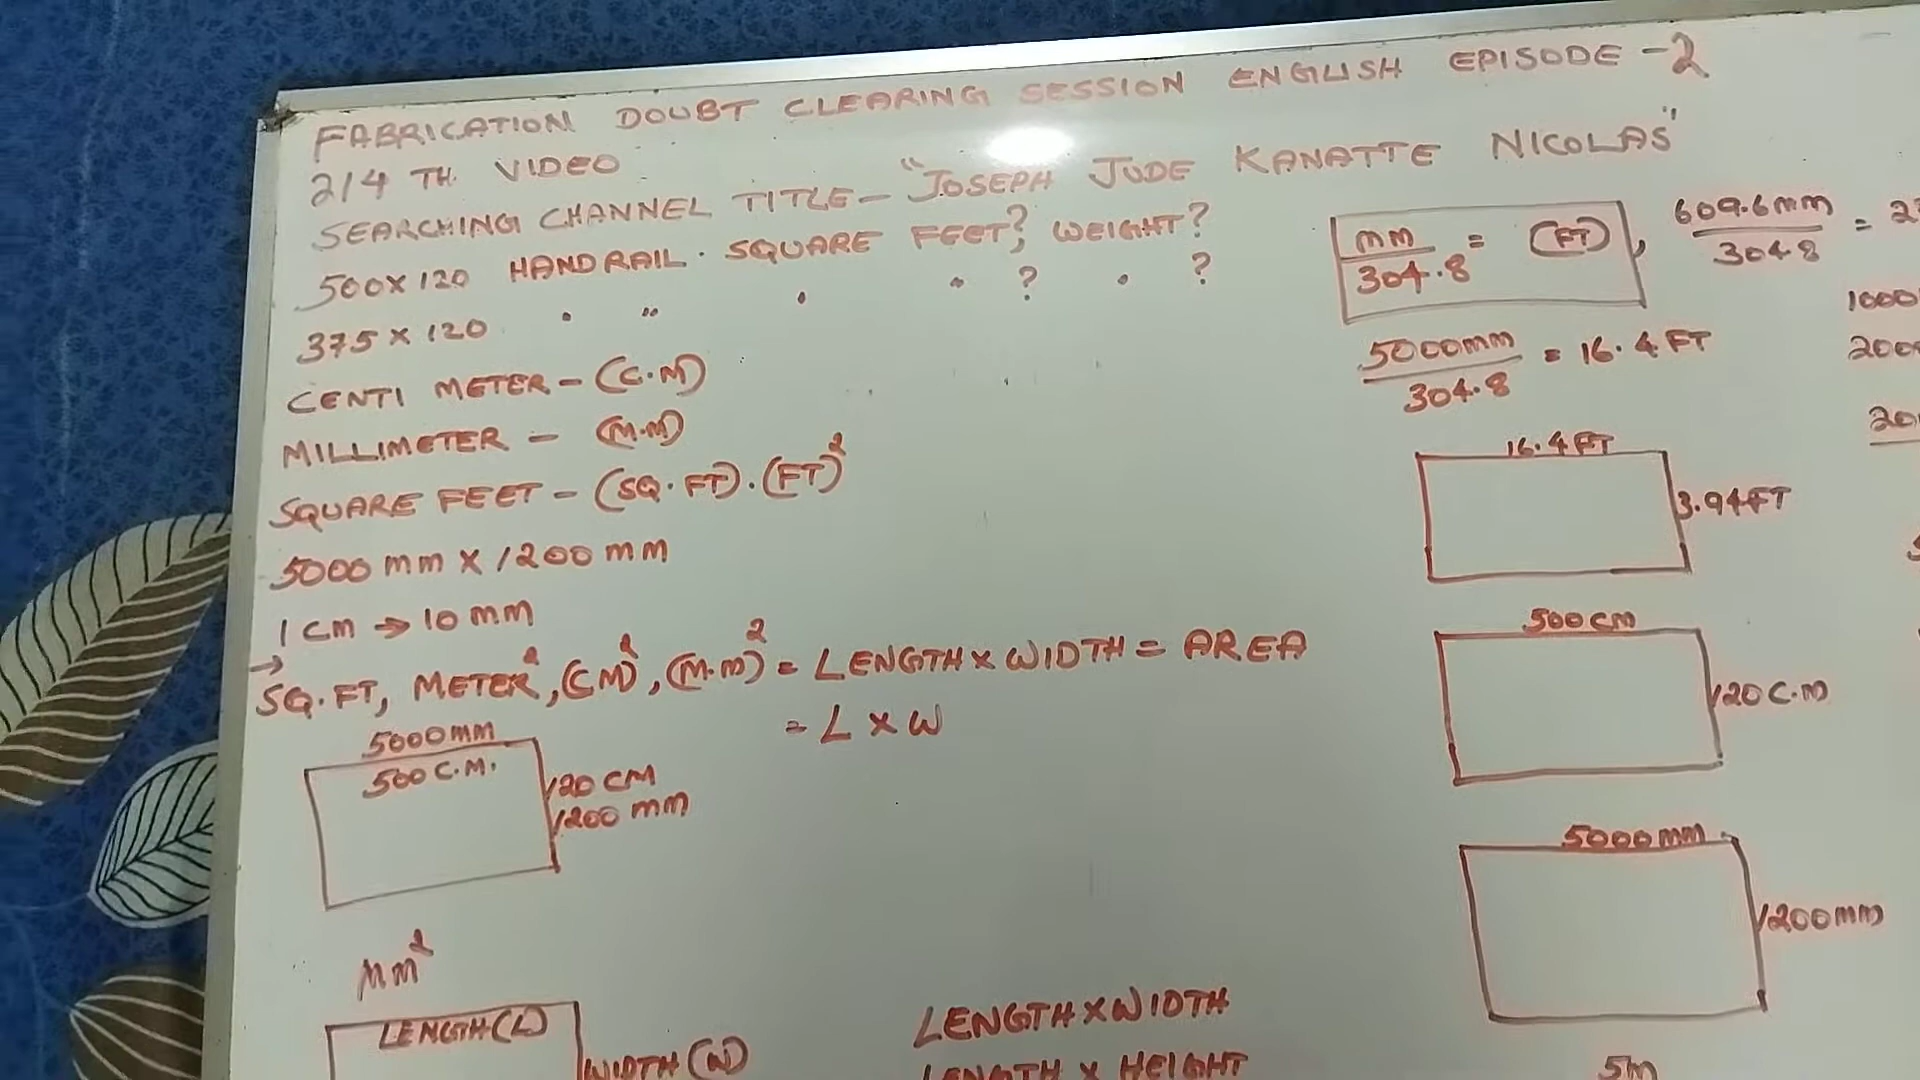 FABRICATION DOUBT CLEARING SESSION ENGLISH EPISODE -2
214 TH VIDEO
SEARCHING CHANNEL TITLE - "JOSEPH JUDE KANATTE NICOLAS"
500 x 120 HANDRAIL. SQUARE FEET? WEIGHT?
375 x 120 " " " " ? " ?
CENTI METER - (C.M)
MILLIMETER - (M.M)
SQUARE FEET - (SQ.FT).(FT)²
5000 mm x 1200 mm
1 cm → 10 mm
→
SQ.FT, METER², (CM)², (M.M)² = LENGTH x WIDTH = AREA
= L x W
5000MM
500 C.M.
120 CM
1200 mm
MM²
LENGTH(L)
WIDTH (W)
LENGTH x WIDTH
LENGTH x HEIGHT
mm/304.8 = (FT), 609.6mm/304.8 =
5000mm/304.8 = 16.4 FT
16.4 FT
3.94FT
500 CM
120 C.M
5000mm
1200mm
5m